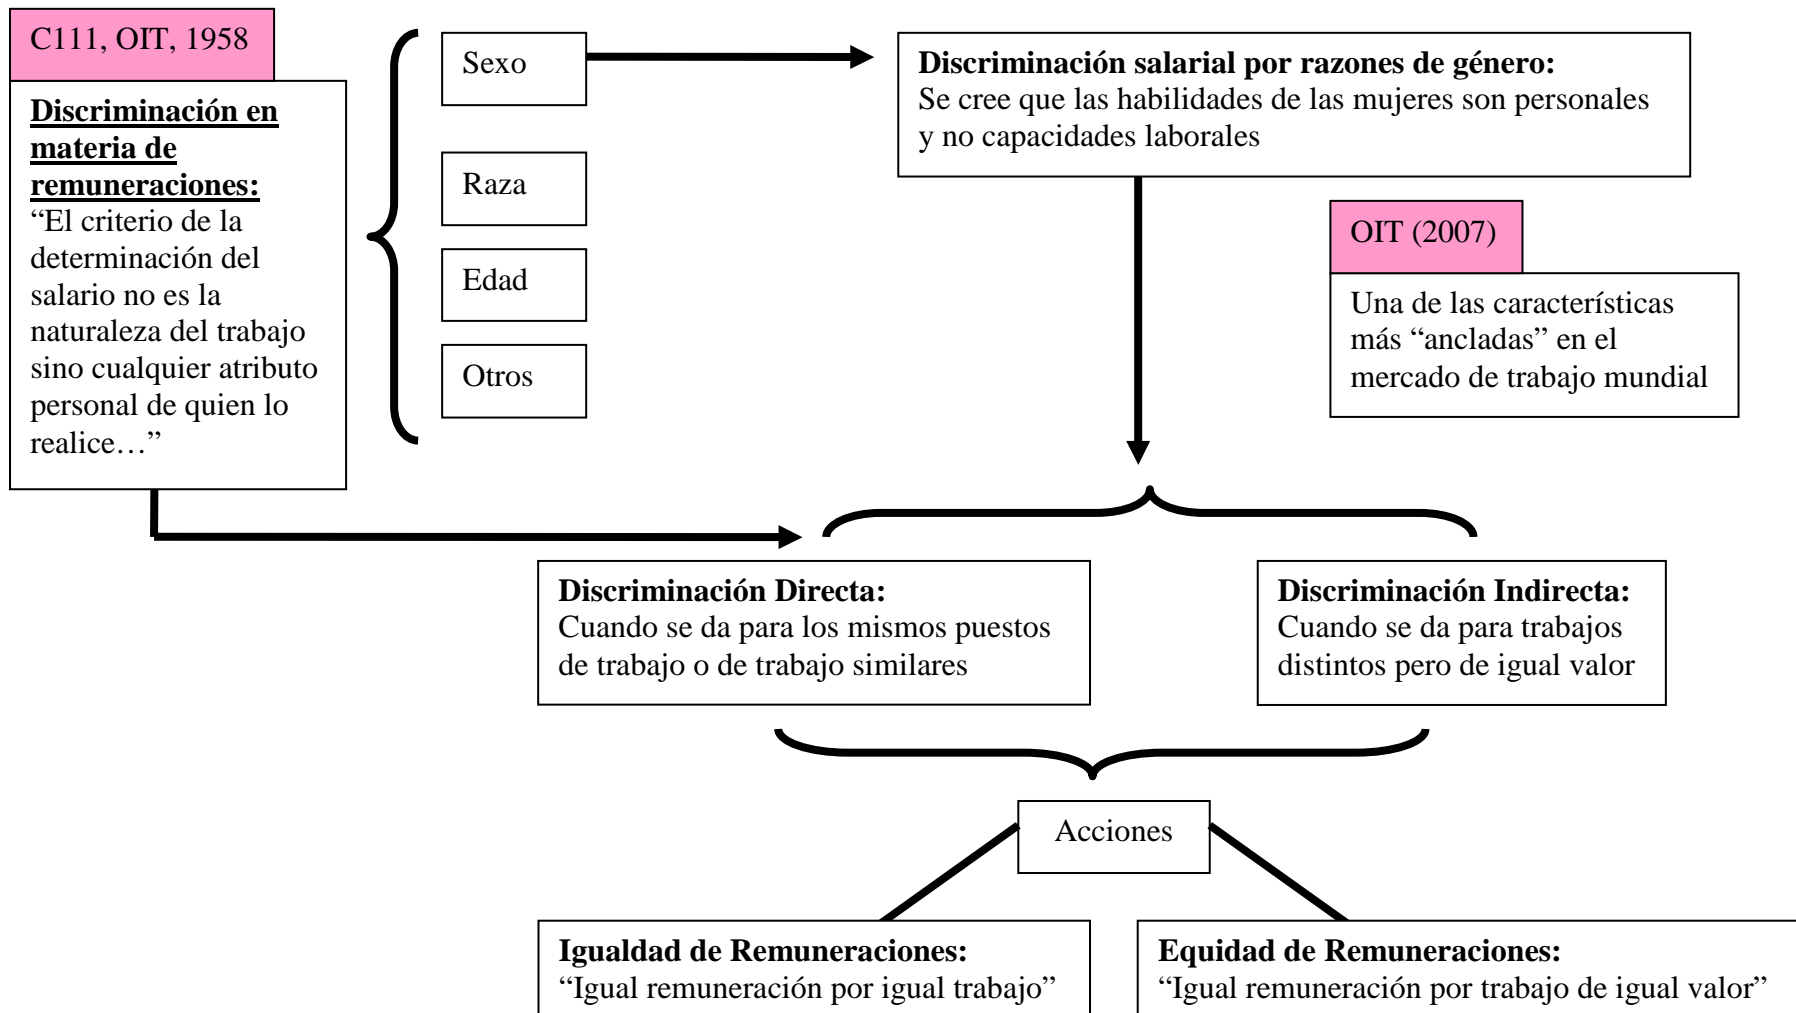 C111, OIT, 1958
Discriminación en
materia de
remuneraciones:
“El criterio de la
determinación del
salario no es la
naturaleza del trabajo
sino cualquier atributo
personal de quien lo
realice…”
Sexo
Raza
Edad
Otros
Discriminación salarial por razones de género:
Se cree que las habilidades de las mujeres son personales
y no capacidades laborales
OIT (2007)
Una de las características
más “ancladas” en el
mercado de trabajo mundial
Discriminación Directa:
Cuando se da para los mismos puestos
de trabajo o de trabajo similares
Discriminación Indirecta:
Cuando se da para trabajos
distintos pero de igual valor
Acciones
Igualdad de Remuneraciones:
“Igual remuneración por igual trabajo”
Equidad de Remuneraciones:
“Igual remuneración por trabajo de igual valor”